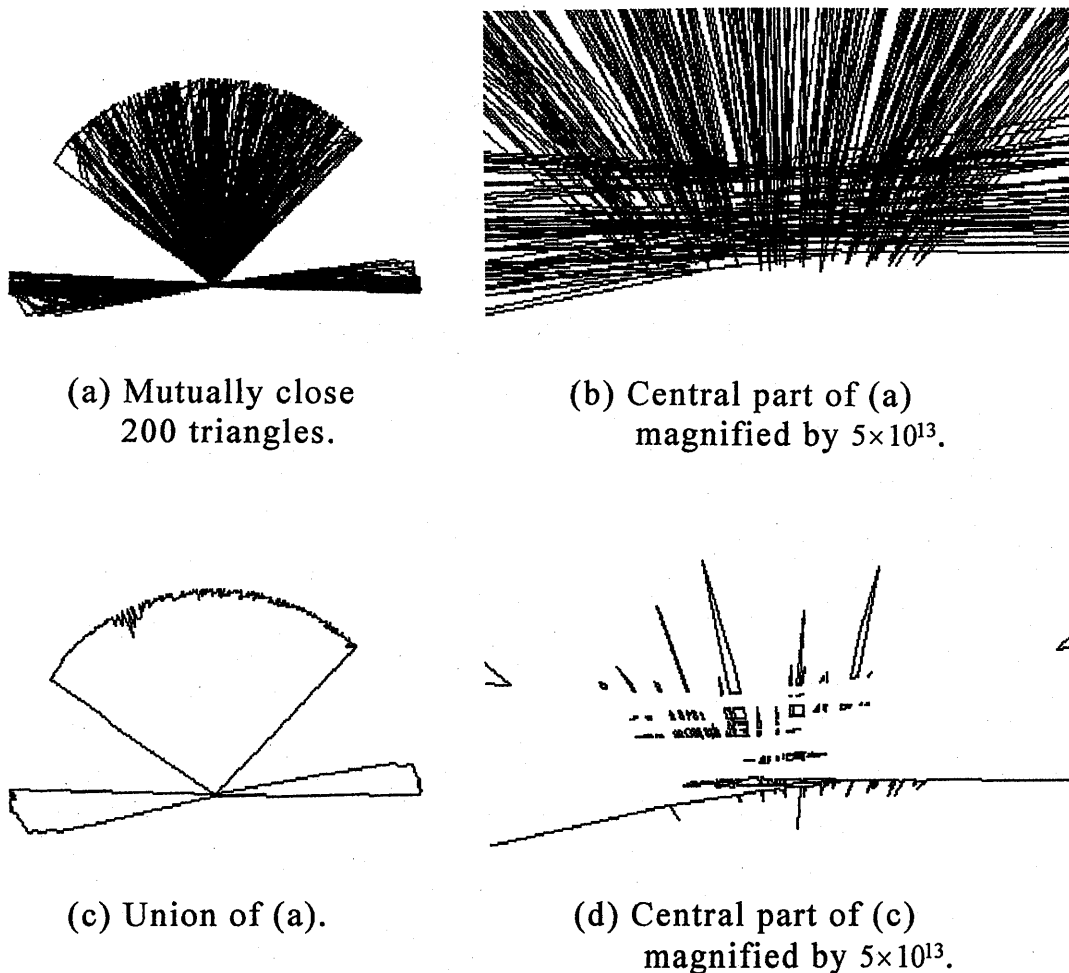 (a) Mutually close
200 triangles.
(b) Central part of (a)
magnified by 5×10¹³.
(c) Union of (a).
(d) Central part of (c)
magnified by 5×10¹³.